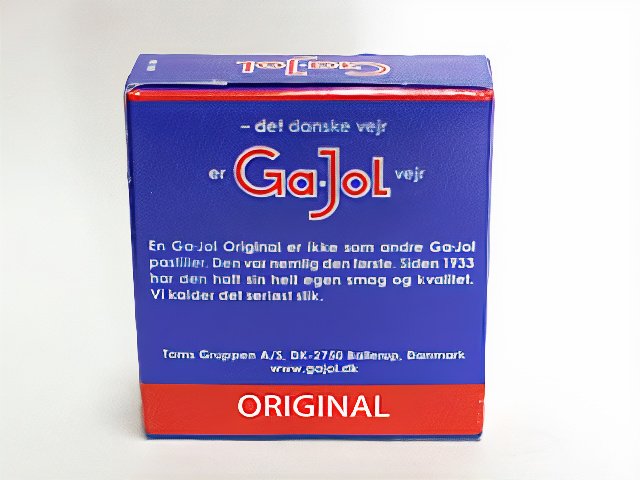 Ga-Jol
– det danske vejr
er Ga-Jol vejr
En Ga-Jol Original er ikke som andre Ga-Jol
pastiller. Den var nemlig den første. Siden 1933
har den haft sin helt egen smag og kvalitet.
Vi kalder det seriøst slik.
Toms Gruppen A/S, DK-2750 Ballerup, Danmark
www.gajol.dk
ORIGINAL